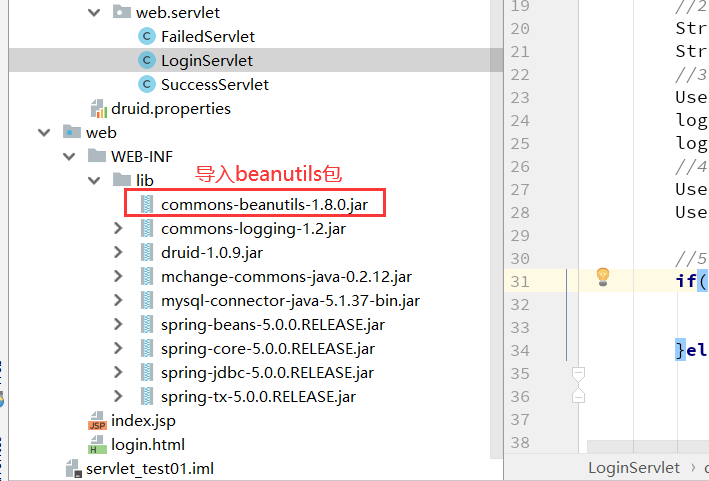 web.servlet
FailedServlet
LoginServlet
SuccessServlet
druid.properties
web
WEB-INF
导入beanutils包
lib
commons-beanutils-1.8.0.jar
commons-logging-1.2.jar
druid-1.0.9.jar
mchange-commons-java-0.2.12.jar
mysql-connector-java-5.1.37-bin.jar
spring-beans-5.0.0.RELEASE.jar
spring-core-5.0.0.RELEASE.jar
spring-jdbc-5.0.0.RELEASE.jar
spring-tx-5.0.0.RELEASE.jar
JSP index.jsp
H login.html
servlet_test01.iml
19 //2
20 Str
21 Str
22 //3
23 Use
24 log
25 log
26 //4
27 Use
28 Use
29
30 //5
31 if(
32
33
34 }el
35
36
37
38
LoginServlet